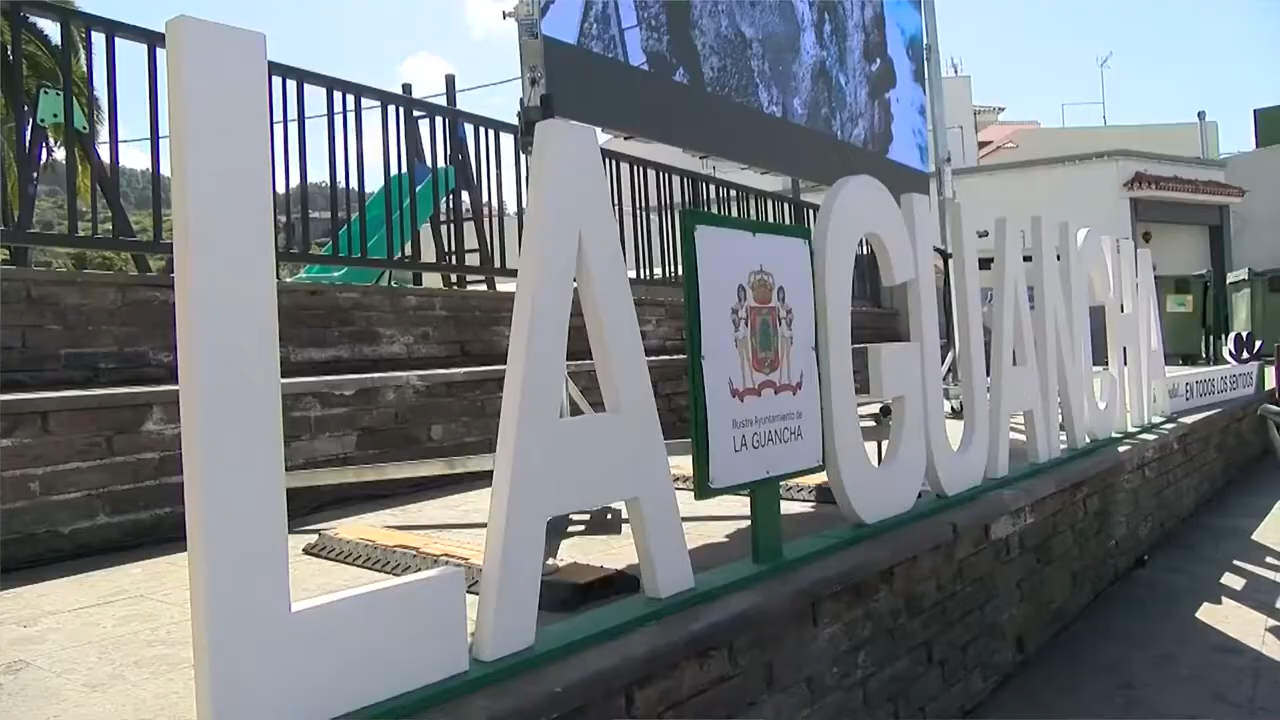 LA GUANCHA
Ilustre Ayuntamiento de
LA GUANCHA
EN TODOS LOS SENTIDOS